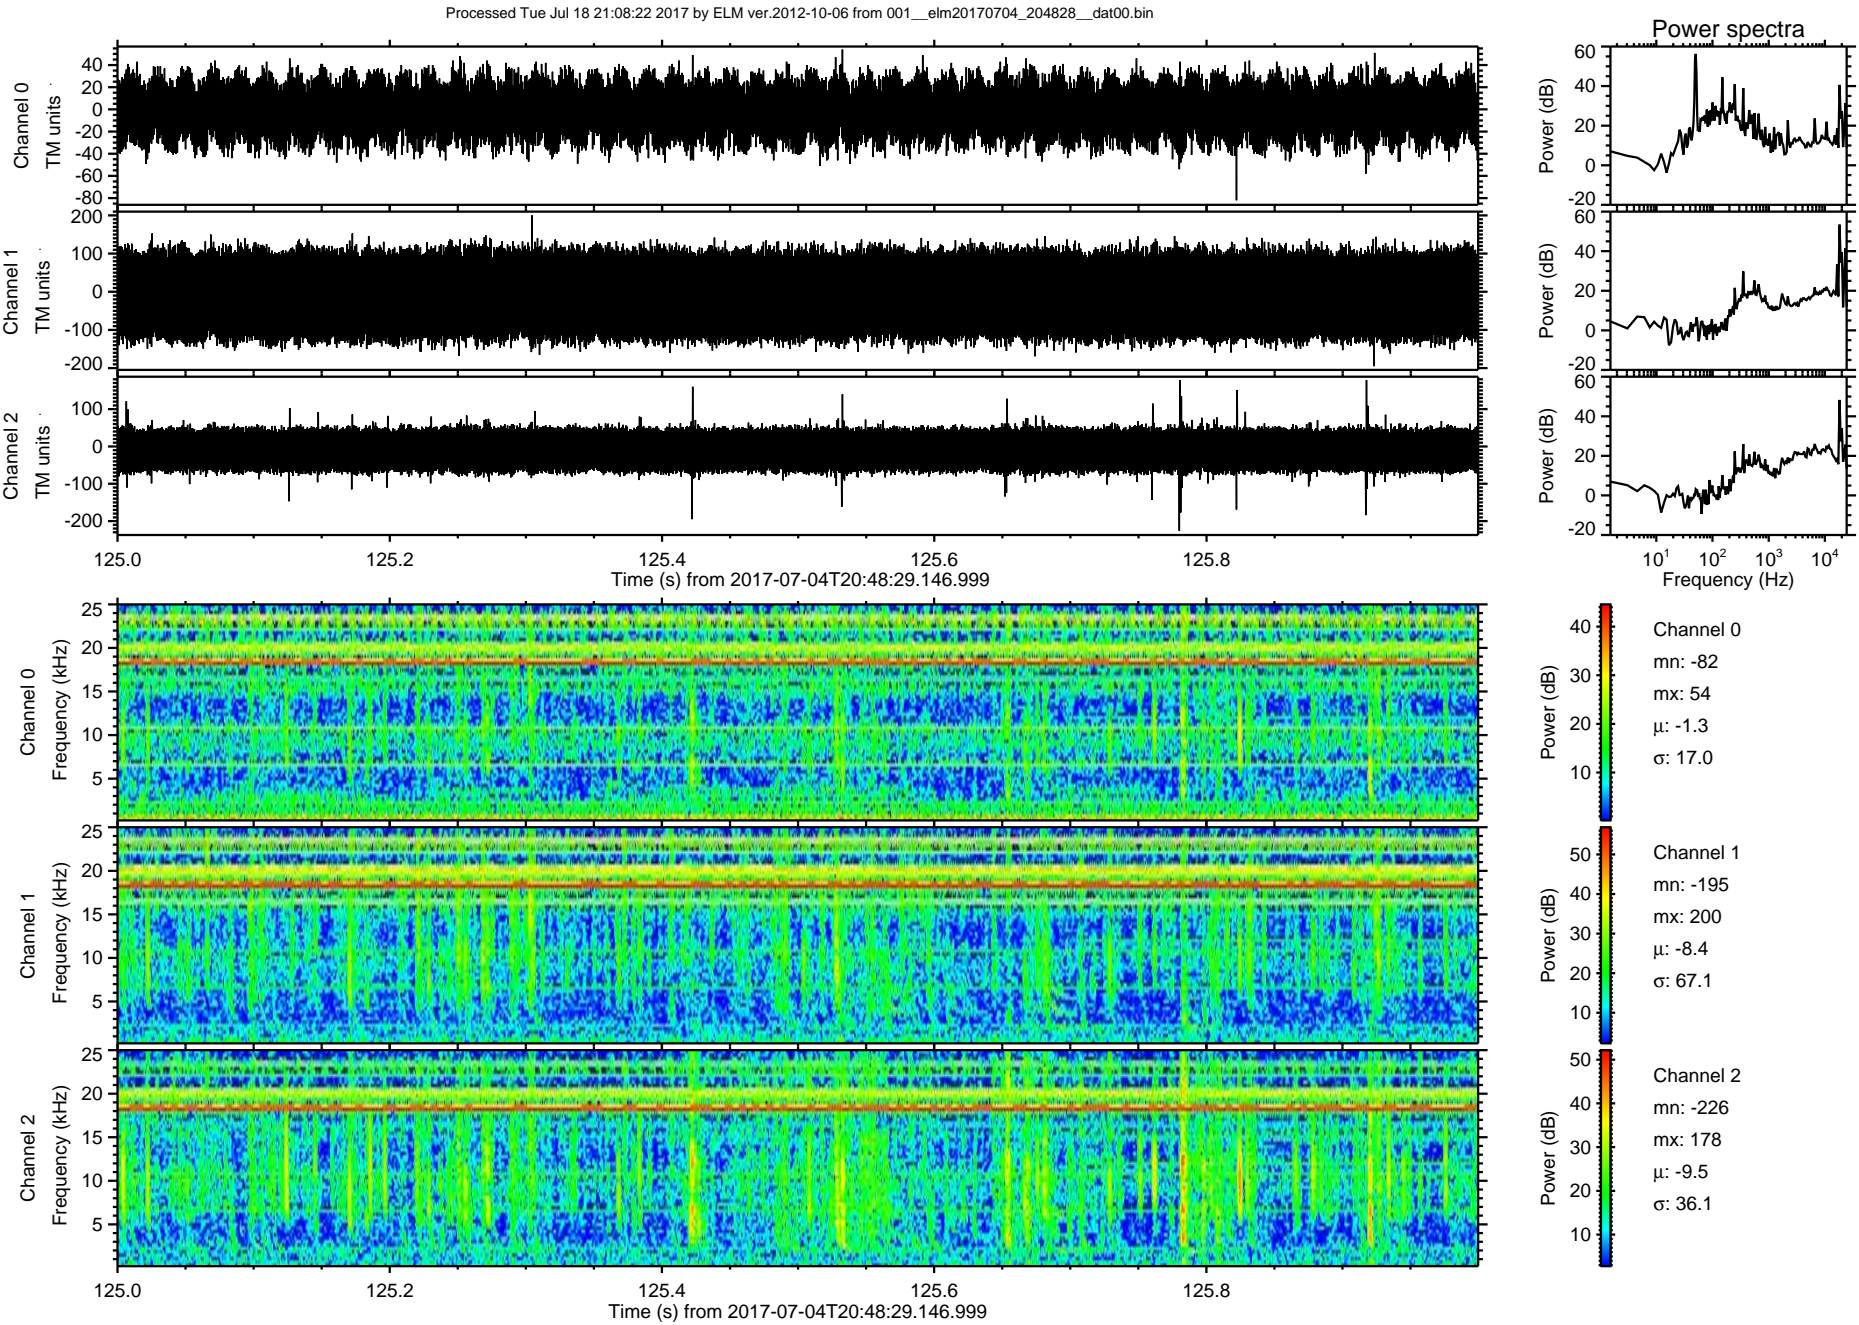 Processed Tue Jul 18 21:08:22 2017 by ELM ver.2012-10-06 from 001__elm20170704_204828__dat00.bin
Power spectra
Channel 0
TM units
40
20
0
-20
-40
-60
-80
Power (dB)
60
40
20
0
-20
Channel 1
TM units
200
100
0
-100
-200
Power (dB)
60
40
20
0
-20
Channel 2
TM units
100
0
-100
-200
Power (dB)
60
40
20
0
-20
125.0 125.2 125.4 125.6 125.8
Time (s) from 2017-07-04T20:48:29.146.999
10^1 10^2 10^3 10^4
Frequency (Hz)
Channel 0
Frequency (kHz)
25
20
15
10
5
Power (dB)
40
30
20
10
Channel 0
mn: -82
mx: 54
μ: -1.3
σ: 17.0
Channel 1
Frequency (kHz)
25
20
15
10
5
Power (dB)
50
40
30
20
10
Channel 1
mn: -195
mx: 200
μ: -8.4
σ: 67.1
Channel 2
Frequency (kHz)
25
20
15
10
5
Power (dB)
50
40
30
20
10
Channel 2
mn: -226
mx: 178
μ: -9.5
σ: 36.1
125.0 125.2 125.4 125.6 125.8
Time (s) from 2017-07-04T20:48:29.146.999